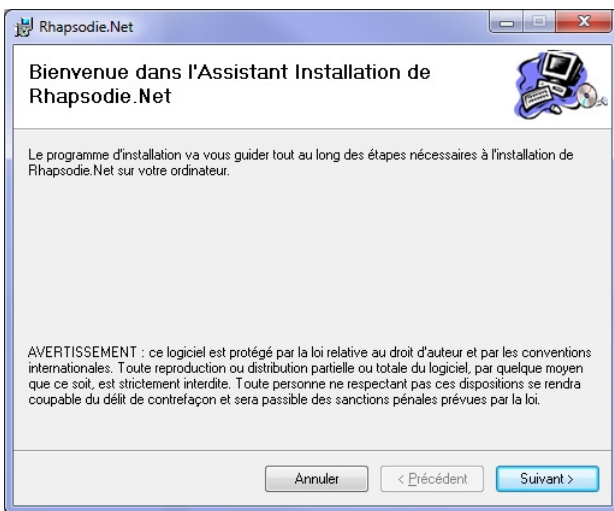 Rhapsodie.Net
Bienvenue dans l'Assistant Installation de
Rhapsodie.Net
Le programme d'installation va vous guider tout au long des étapes nécessaires à l'installation de
Rhapsodie.Net sur votre ordinateur.
AVERTISSEMENT : ce logiciel est protégé par la loi relative au droit d'auteur et par les conventions
internationales. Toute reproduction ou distribution partielle ou totale du logiciel, par quelque moyen
que ce soit, est strictement interdite. Toute personne ne respectant pas ces dispositions se rendra
coupable du délit de contrefaçon et sera passible des sanctions pénales prévues par la loi.
Annuler < Précédent Suivant >